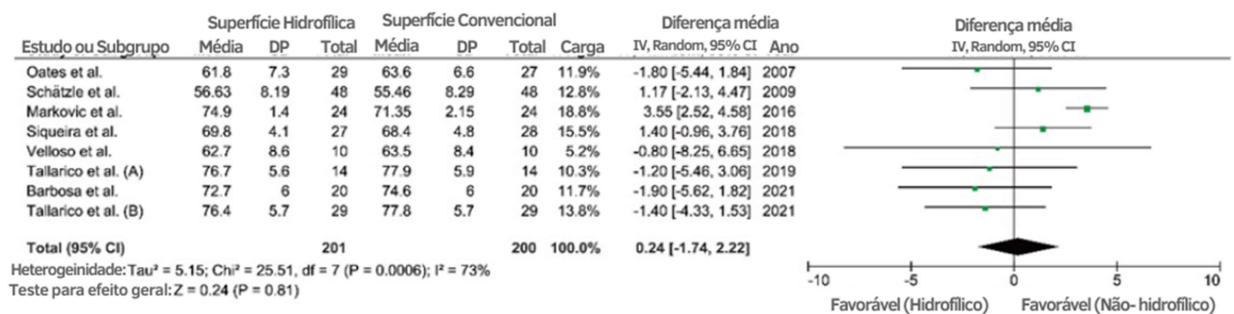 Superfície Hidrofílica Superfície Convencional Diferença média Diferença média
Estudo ou Subgrupo Média DP Total Média DP Total Carga IV, Random, 95% CI Ano IV, Random, 95% CI
Oates et al. 61.8 7.3 29 63.6 6.6 27 11.9% -1.80 [-5.44, 1.84] 2007
Schätzle et al. 56.63 8.19 48 55.46 8.29 48 12.8% 1.17 [-2.13, 4.47] 2009
Markovic et al. 74.9 1.4 24 71.35 2.15 24 18.8% 3.55 [2.52, 4.58] 2016
Siqueira et al. 69.8 4.1 27 68.4 4.8 28 15.5% 1.40 [-0.96, 3.76] 2018
Velloso et al. 62.7 8.6 10 63.5 8.4 10 5.2% -0.80 [-8.25, 6.65] 2018
Tallarico et al. (A) 76.7 5.6 14 77.9 5.9 14 10.3% -1.20 [-5.46, 3.06] 2019
Barbosa et al. 72.7 6 20 74.6 6 20 11.7% -1.90 [-5.62, 1.82] 2021
Tallarico et al. (B) 76.4 5.7 29 77.8 5.7 29 13.8% -1.40 [-4.33, 1.53] 2021
Total (95% CI) 201 200 100.0% 0.24 [-1.74, 2.22]
Heterogeinidade: Tau² = 5.15; Chi² = 25.51, df = 7 (P = 0.0006); I² = 73%
Teste para efeito geral: Z = 0.24 (P = 0.81)
-10 -5 0 5 10
Favorável (Hidrofílico) Favorável (Não- hidrofílico)